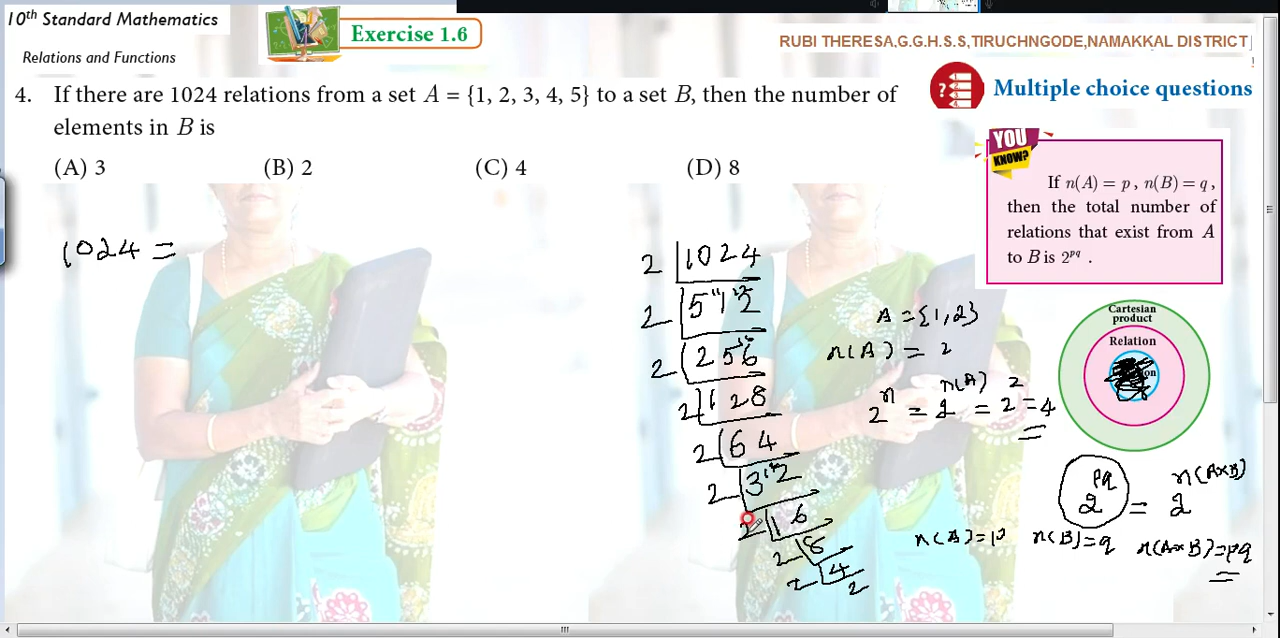 10th Standard Mathematics
Exercise 1.6
RUBI THERESA,G.G.H.S.S,TIRUCHNGODE,NAMAKKAL DISTRICT
Relations and Functions
4. If there are 1024 relations from a set A = {1, 2, 3, 4, 5} to a set B, then the number of
elements in B is
? Multiple choice questions
(A) 3 (B) 2 (C) 4 (D) 8
YOU
KNOW?
If n(A) = p, n(B) = q,
then the total number of
relations that exist from A
to B is 2^pq .
1024 =
2 | 1024
2 | 512
2 | 256
2 | 128
2 | 64
2 | 32
2 | 16
2 | 8
2 | 4
2
A = {1, 2}
n(A) = 2
2^n = 2^n(A) = 2^2 = 4
Cartesian
product
Relation
2^pq = 2^n(A×B)
n(A) = p n(B) = q n(A×B) = pq